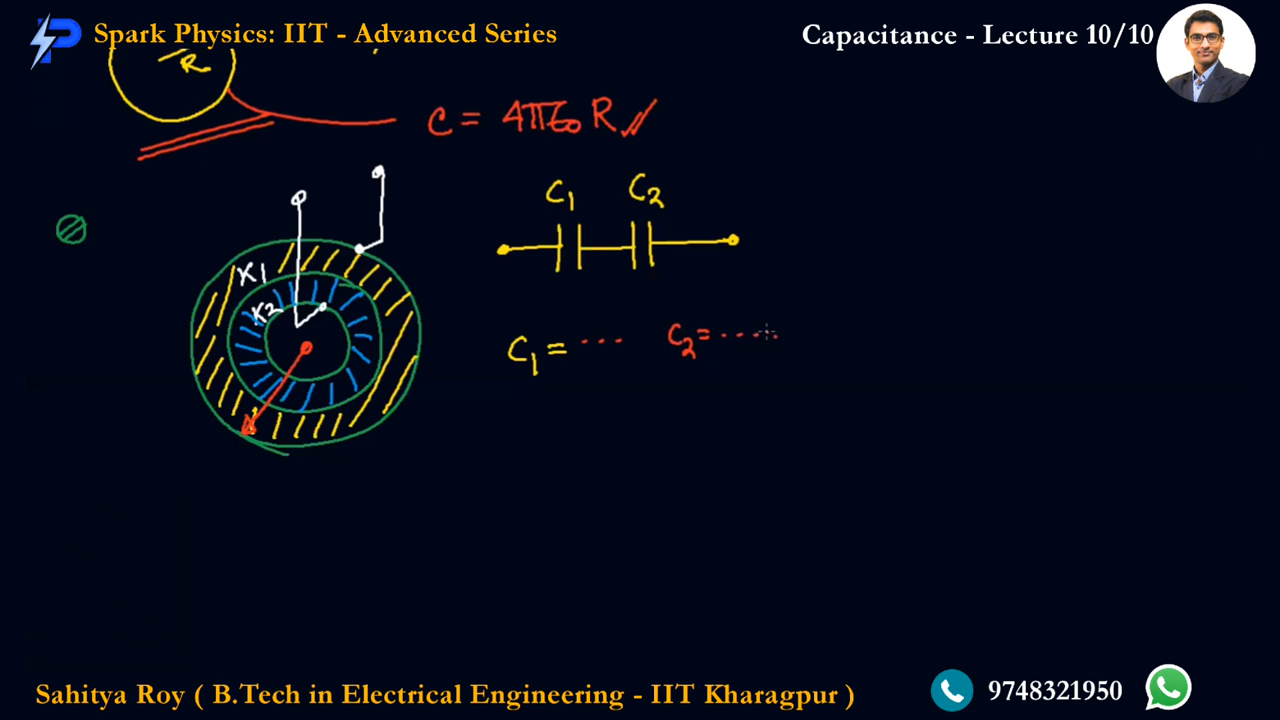 Spark Physics: IIT - Advanced Series
Capacitance - Lecture 10/10
R
C = 4πε₀ R
C₁ C₂
K1
K2
C₁ = ··· C₂ = ····
Sahitya Roy ( B.Tech in Electrical Engineering - IIT Kharagpur )
9748321950